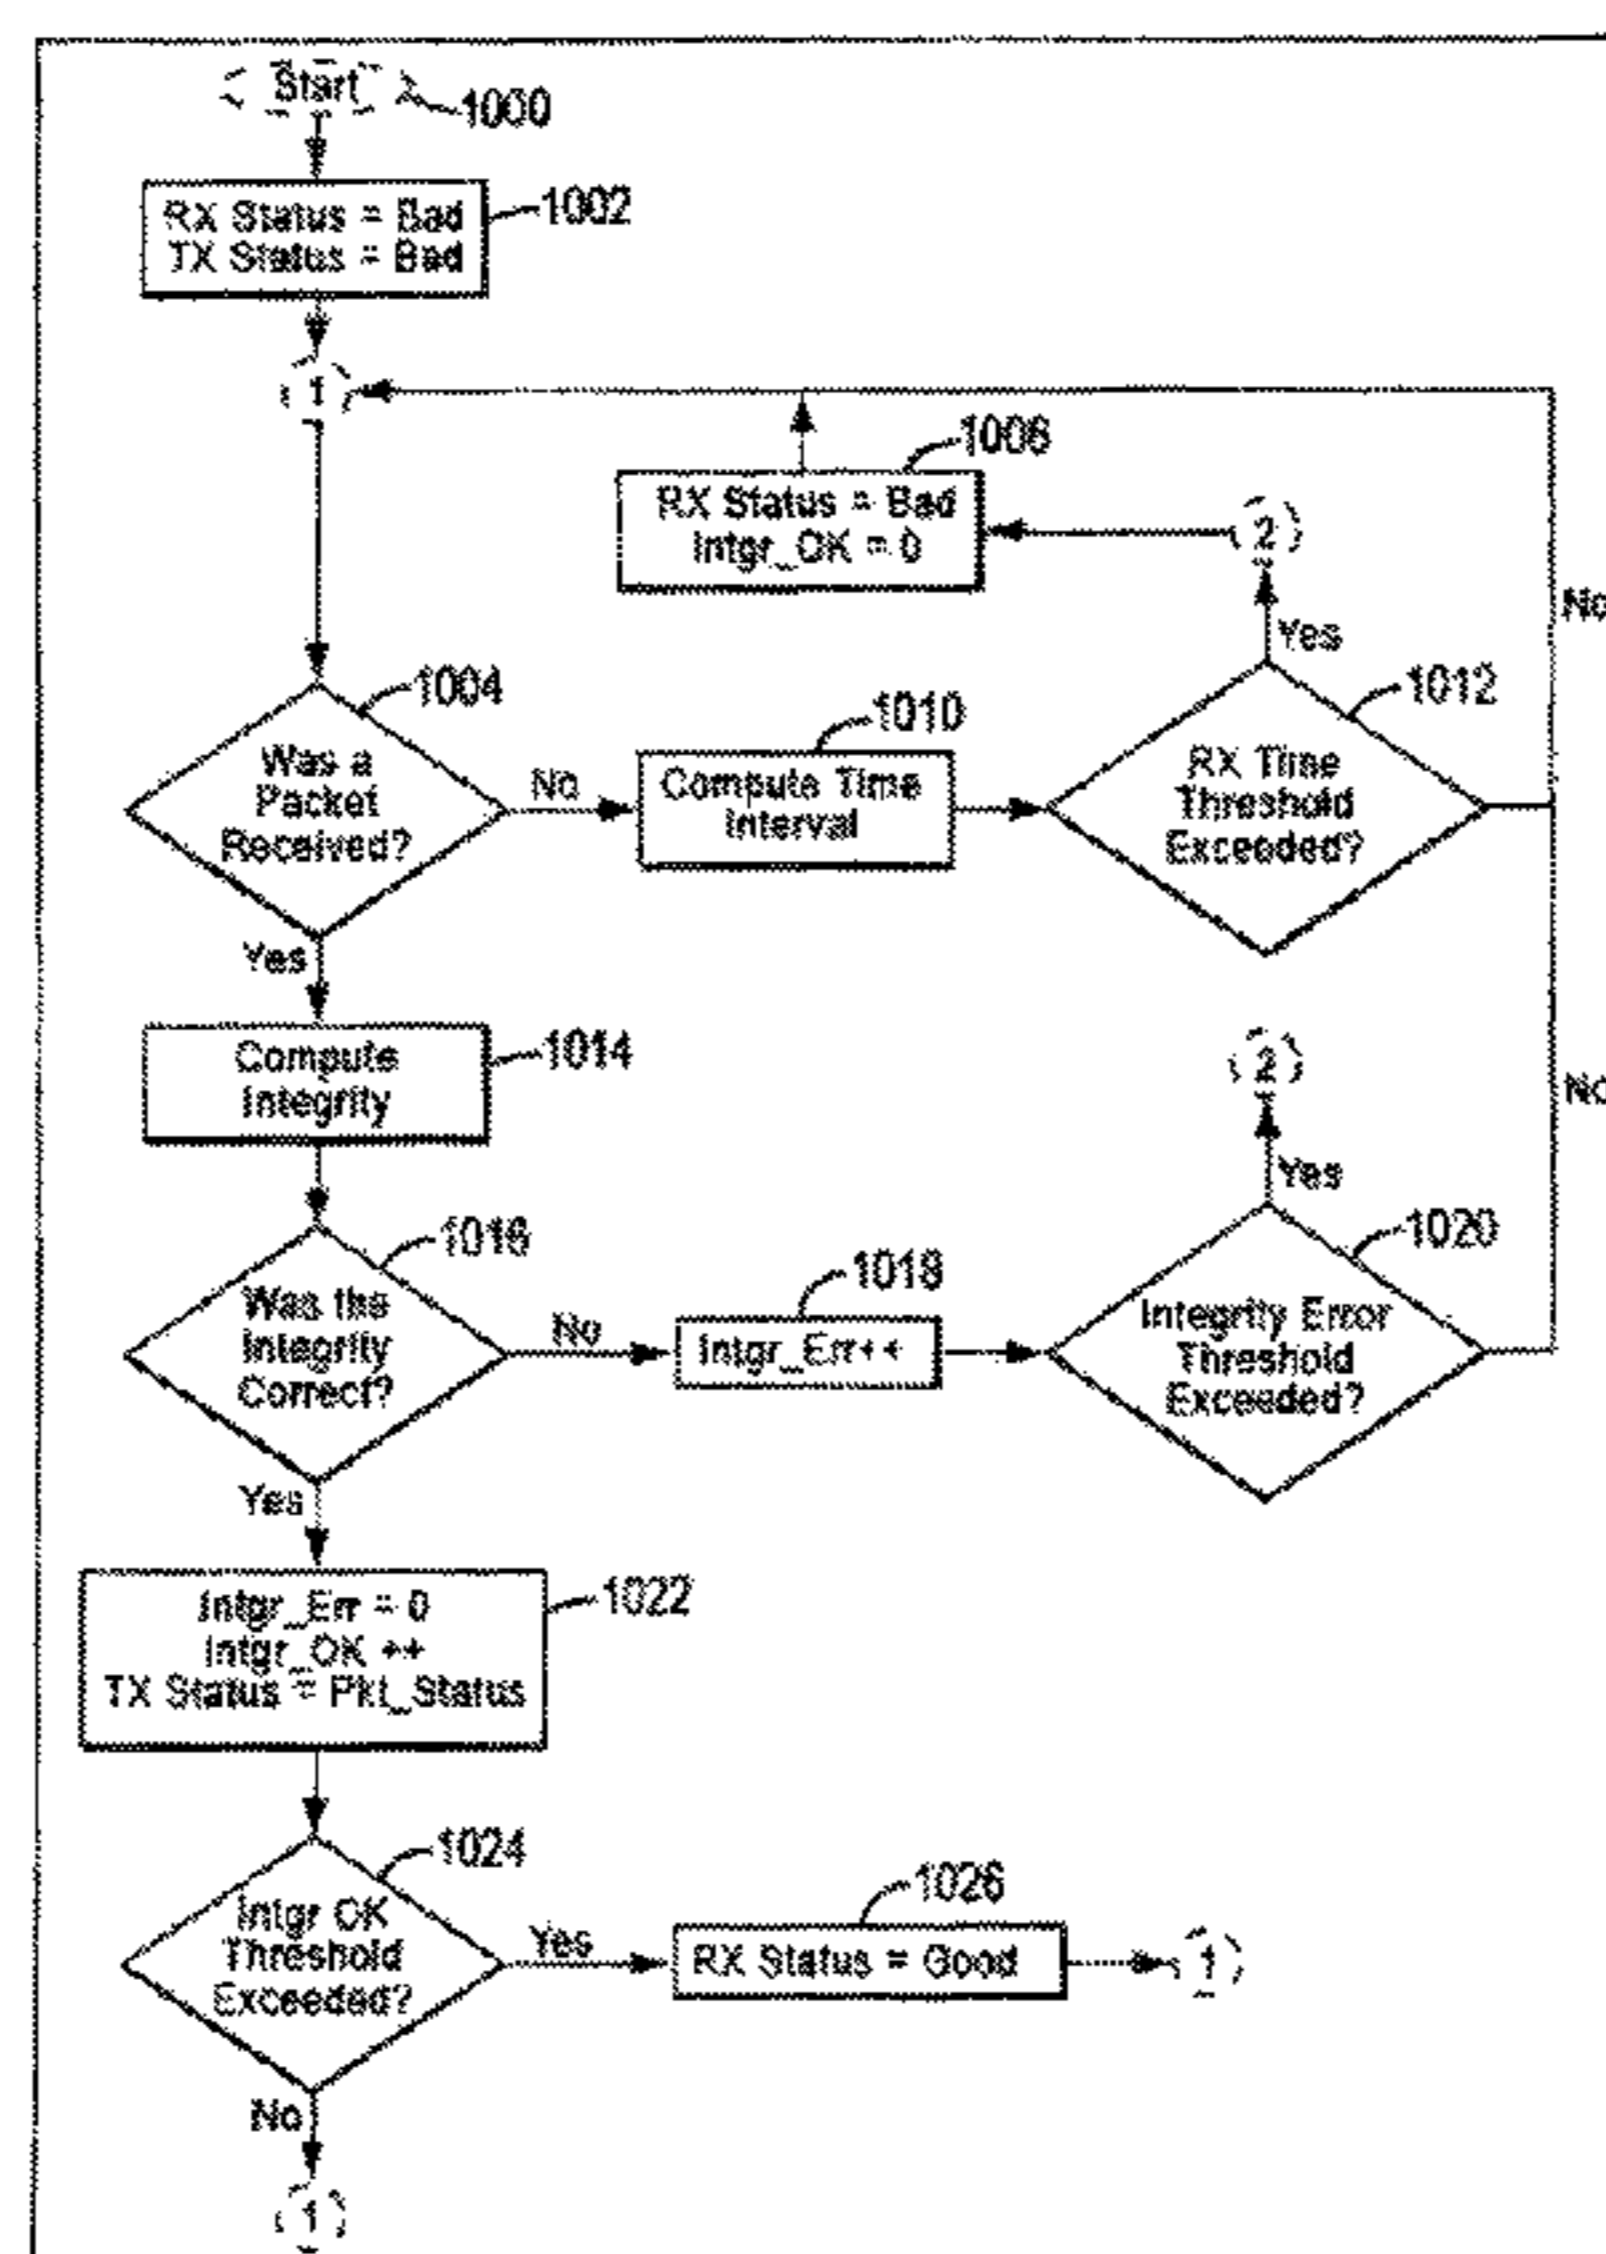 Start
1000
RX Status = Bad
TX Status = Bad
1002
1
1006
RX Status = Bad
Intgr_OK = 0
2
No
Yes
1004
Was a
Packet
Received?
No
1010
Compute Time
Interval
1012
RX Time
Threshold
Exceeded?
Yes
Compute
Integrity
1014
2
No
Yes
1016
Was the
Integrity
Correct?
No
1018
Intgr_Err++
1020
Integrity Error
Threshold
Exceeded?
Yes
Intgr_Err = 0
Intgr_OK ++
TX Status = Pkt_Status
1022
1024
Intgr OK
Threshold
Exceeded?
Yes
1026
RX Status = Good
1
No
1